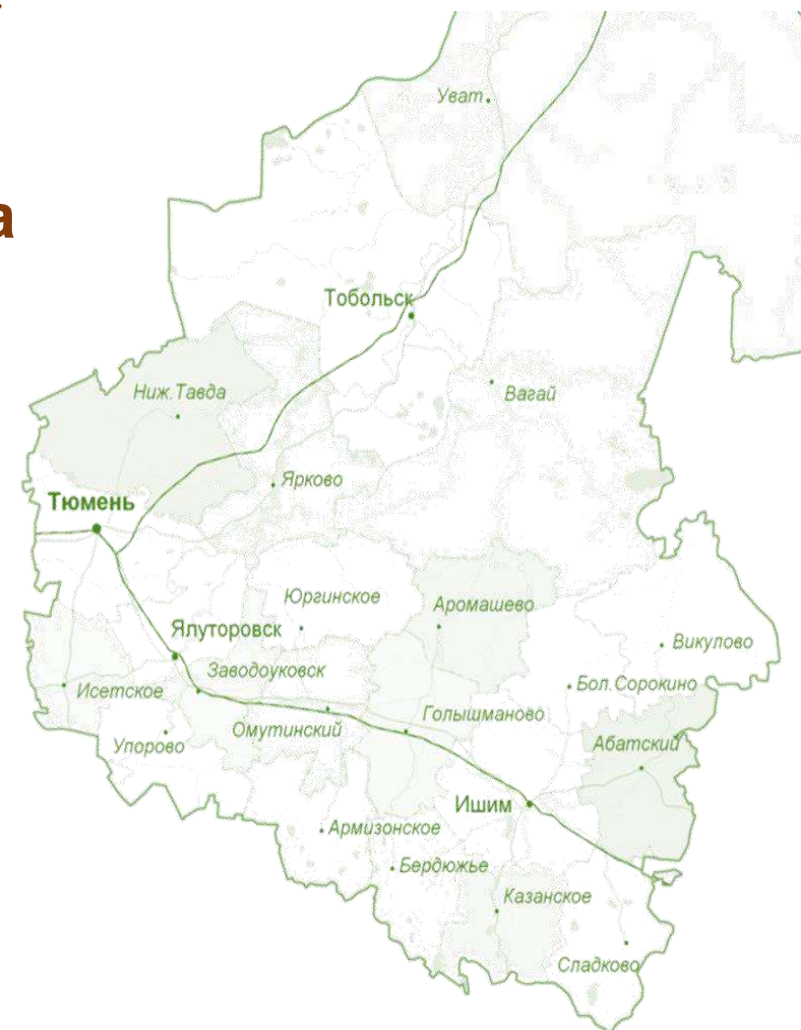 Уват
а
Тобольск
Ниж.Тавда
Вагай
Ярково
Тюмень
Юргинское
Аромашево
Ялуторовск
Викулово
Заводоуковск
Исетское
Бол.Сорокино
Голышманово
Омутинский
Упорово
Абатский
Ишим
Армизонское
Бердюжье
Казанское
Сладково